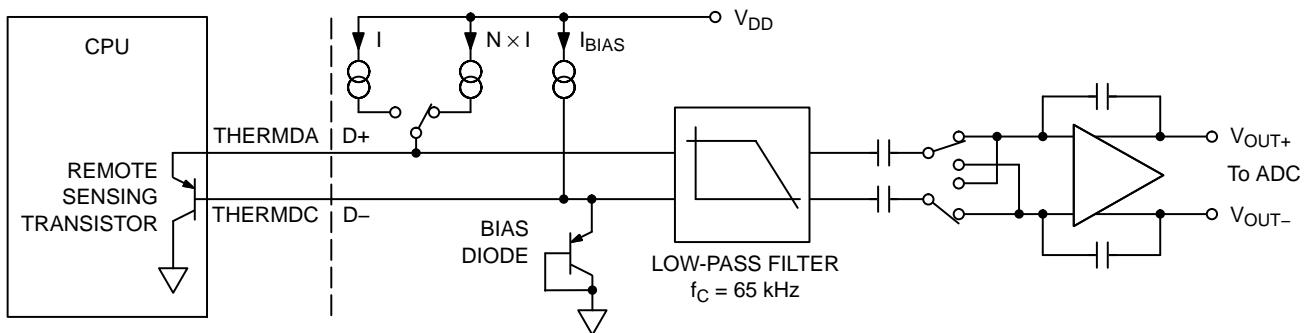 CPU
I
N × I
I_BIAS
V_DD
THERMDA
D+
REMOTE
SENSING
TRANSISTOR
THERMDC
D−
BIAS
DIODE
LOW-PASS FILTER
f_C = 65 kHz
V_OUT+
To ADC
V_OUT−